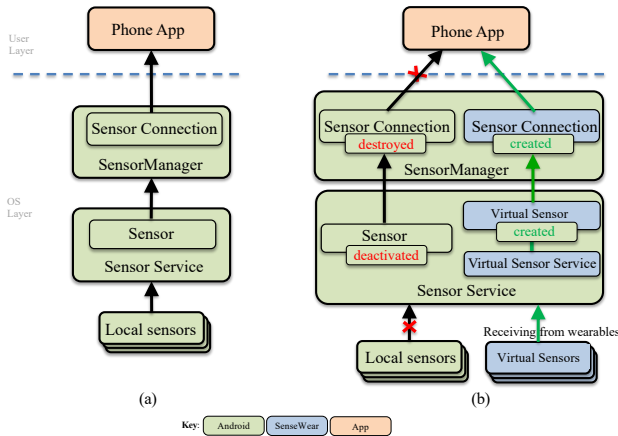 Phone App
User
Layer
Sensor Connection
SensorManager
OS
Layer
Sensor
Sensor Service
Local sensors
(a)
Phone App
Sensor Connection
destroyed
Sensor Connection
created
SensorManager
Sensor
deactivated
Virtual Sensor
created
Virtual Sensor Service
Sensor Service
Receiving from wearables
Local sensors
Virtual Sensors
(b)
Key: Android SenseWear App